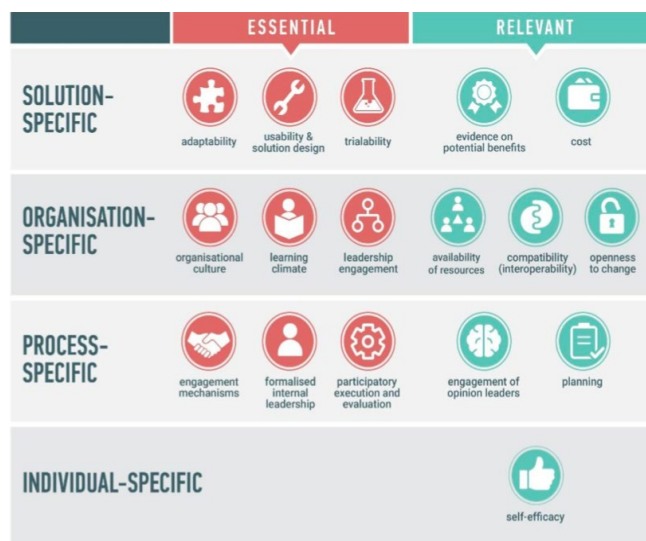 ESSENTIAL
RELEVANT
SOLUTION-
SPECIFIC
adaptability
usability &
solution design
trialability
evidence on
potential benefits
cost
ORGANISATION-
SPECIFIC
organisational
culture
learning
climate
leadership
engagement
availability
of resources
compatibility
(interoperability)
openness
to change
PROCESS-
SPECIFIC
engagement
mechanisms
formalised
internal
leadership
participatory
execution and
evaluation
engagement of
opinion leaders
planning
INDIVIDUAL-SPECIFIC
self-efficacy